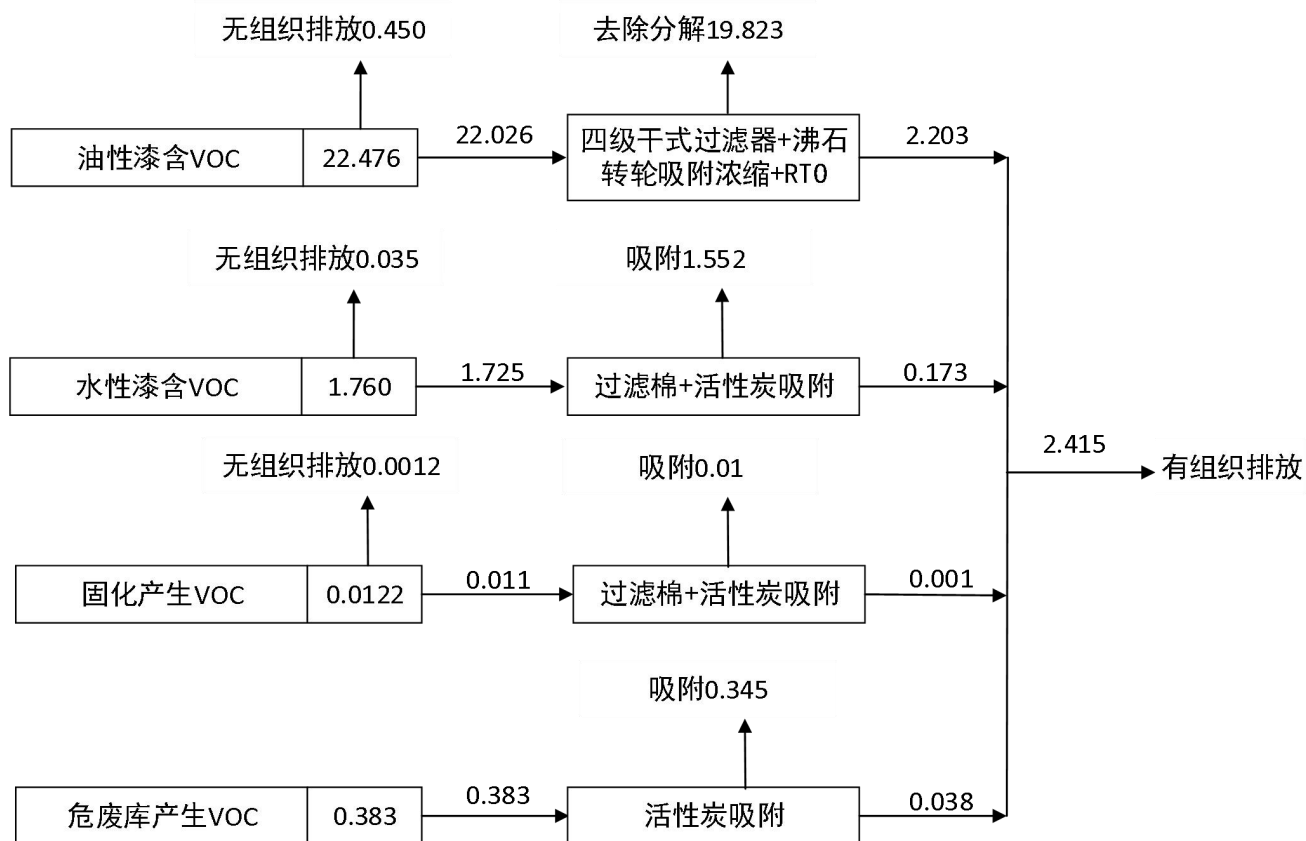 无组织排放0.450
去除分解19.823
油性漆含VOC
22.476
22.026
四级干式过滤器+沸石
转轮吸附浓缩+RT0
2.203
无组织排放0.035
吸附1.552
水性漆含VOC
1.760
1.725
过滤棉+活性炭吸附
0.173
2.415
有组织排放
无组织排放0.0012
吸附0.01
固化产生VOC
0.0122
0.011
过滤棉+活性炭吸附
0.001
吸附0.345
危废库产生VOC
0.383
0.383
活性炭吸附
0.038